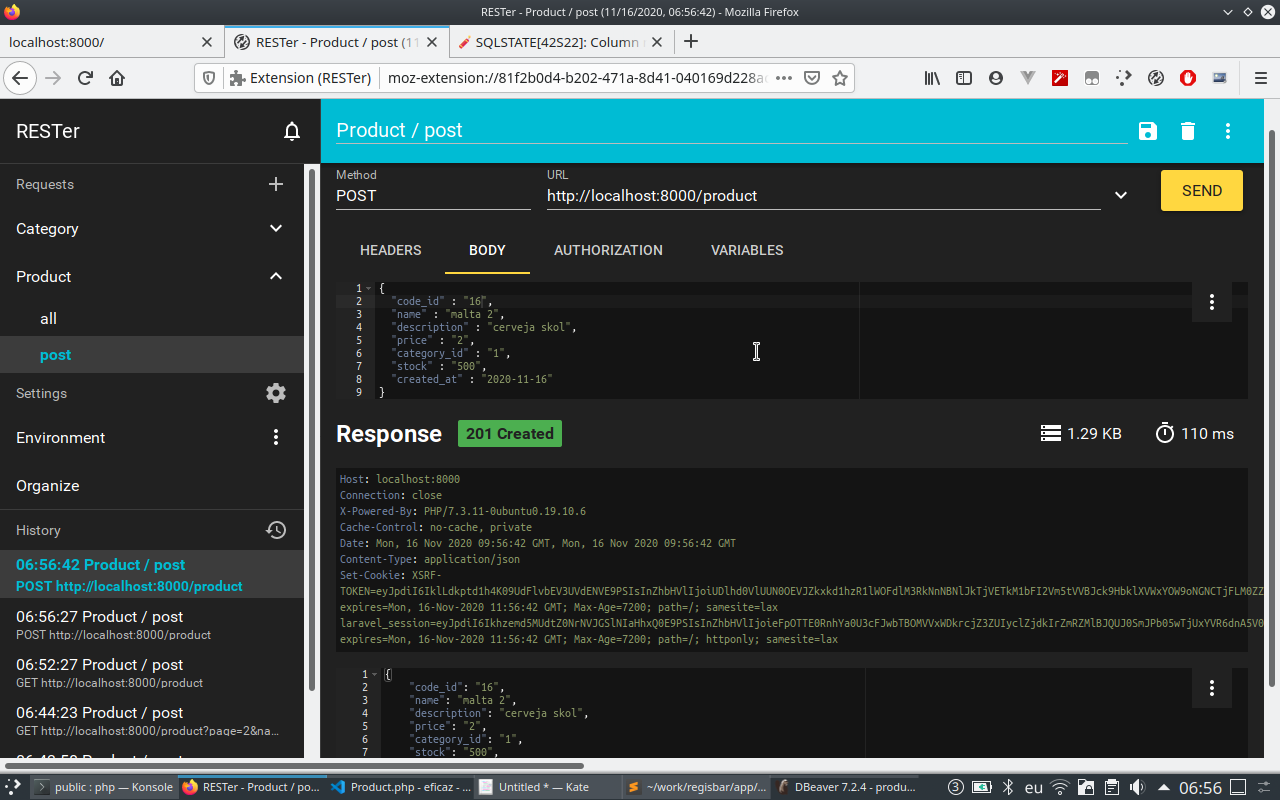 RESTer - Product / post (11/16/2020, 06:56:42) - Mozilla Firefox
localhost:8000/
RESTer - Product / post (11
SQLSTATE[42S22]: Column
Extension (RESTer)
moz-extension://81f2b0d4-b202-471a-8d41-040169d228a
RESTer
Product / post
Requests
Category
Product
all
post
Settings
Environment
Organize
History
06:56:42 Product / post
POST http://localhost:8000/product
06:56:27 Product / post
POST http://localhost:8000/product
06:52:27 Product / post
GET http://localhost:8000/product
06:44:23 Product / post
GET http://localhost:8000/product?page=2&na...
Method
POST
URL
http://localhost:8000/product
SEND
HEADERS
BODY
AUTHORIZATION
VARIABLES
1 {
2 "code_id" : "16",
3 "name" : "malta 2",
4 "description" : "cerveja skol",
5 "price" : "2",
6 "category_id" : "1",
7 "stock" : "500",
8 "created_at" : "2020-11-16"
9 }
Response
201 Created
1.29 KB
110 ms
Host: localhost:8000
Connection: close
X-Powered-By: PHP/7.3.11-0ubuntu0.19.10.6
Cache-Control: no-cache, private
Date: Mon, 16 Nov 2020 09:56:42 GMT, Mon, 16 Nov 2020 09:56:42 GMT
Content-Type: application/json
Set-Cookie: XSRF-
expires=Mon, 16-Nov-2020 11:56:42 GMT; Max-Age=7200; path=/; samesite=lax
expires=Mon, 16-Nov-2020 11:56:42 GMT; Max-Age=7200; path=/; httponly; samesite=lax
1 {
2 "code_id": "16",
3 "name": "malta 2",
4 "description": "cerveja skol",
5 "price": "2",
6 "category_id": "1",
7 "stock": "500",
public : php — Konsole
RESTer - Product / po...
Product.php - eficaz - ...
Untitled * — Kate
~/work/regisbar/app/...
DBeaver 7.2.4 - produ...
3
eu
06:56